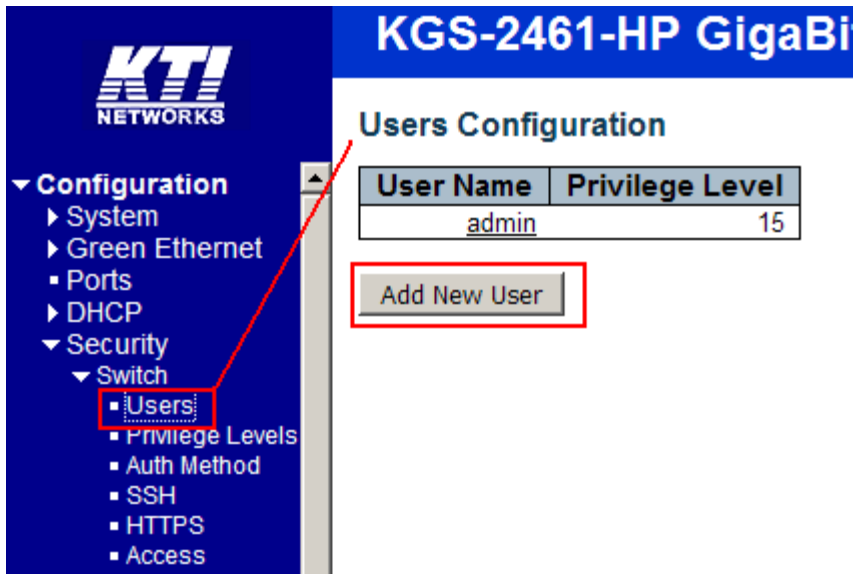 KTI
NETWORKS
Configuration
System
Green Ethernet
Ports
DHCP
Security
Switch
Users
Privilege Levels
Auth Method
SSH
HTTPS
Access
KGS-2461-HP GigaBi
Users Configuration
User Name Privilege Level
admin 15
Add New User